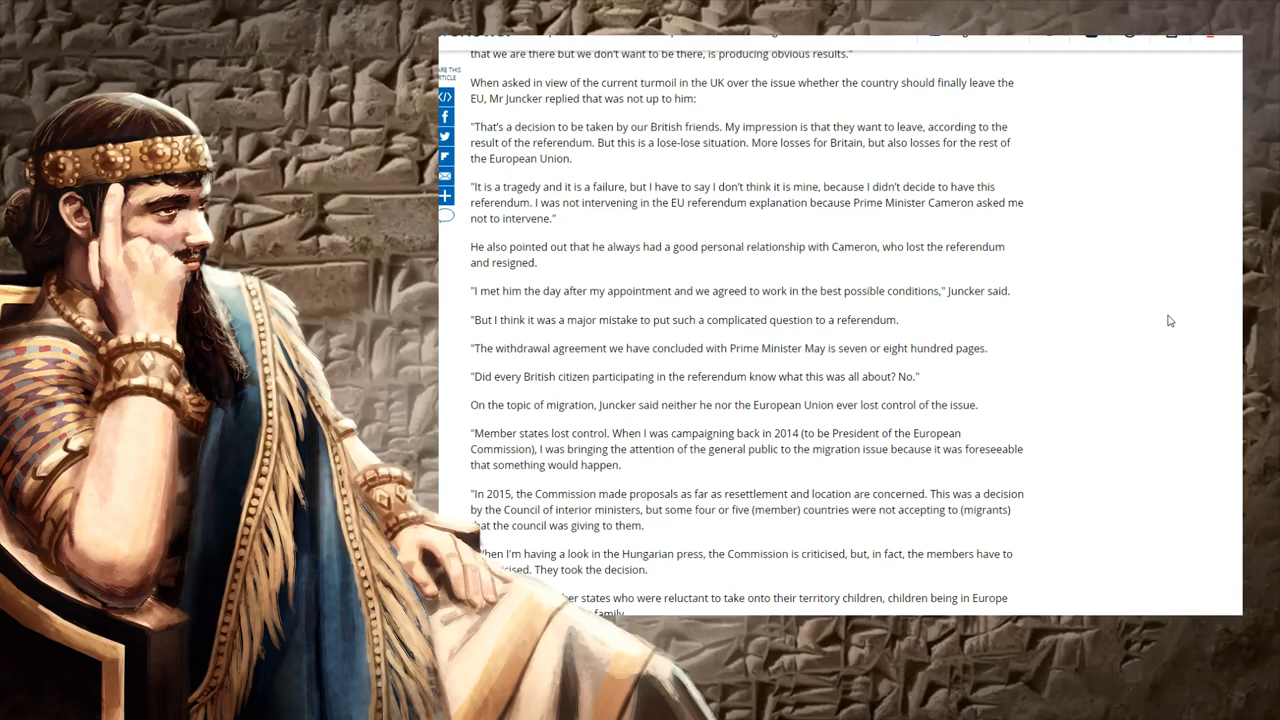 that we are there but we don't want to be there, is producing obvious results."
ARE THIS
RTICLE
When asked in view of the current turmoil in the UK over the issue whether the country should finally leave the
EU, Mr Juncker replied that was not up to him:
"That's a decision to be taken by our British friends. My impression is that they want to leave, according to the
result of the referendum. But this is a lose-lose situation. More losses for Britain, but also losses for the rest of
the European Union.
"It is a tragedy and it is a failure, but I have to say I don't think it is mine, because I didn't decide to have this
referendum. I was not intervening in the EU referendum explanation because Prime Minister Cameron asked me
not to intervene."
He also pointed out that he always had a good personal relationship with Cameron, who lost the referendum
and resigned.
"I met him the day after my appointment and we agreed to work in the best possible conditions," Juncker said.
"But I think it was a major mistake to put such a complicated question to a referendum.
"The withdrawal agreement we have concluded with Prime Minister May is seven or eight hundred pages.
"Did every British citizen participating in the referendum know what this was all about? No."
On the topic of migration, Juncker said neither he nor the European Union ever lost control of the issue.
"Member states lost control. When I was campaigning back in 2014 (to be President of the European
Commission), I was bringing the attention of the general public to the migration issue because it was foreseeable
that something would happen.
"In 2015, the Commission made proposals as far as resettlement and location are concerned. This was a decision
by the Council of interior ministers, but some four or five (member) countries were not accepting to (migrants)
hat the council was giving to them.
hen I'm having a look in the Hungarian press, the Commission is criticised, but, in fact, the members have to
icised. They took the decision.
er states who were reluctant to take onto their territory children, children being in Europe
family